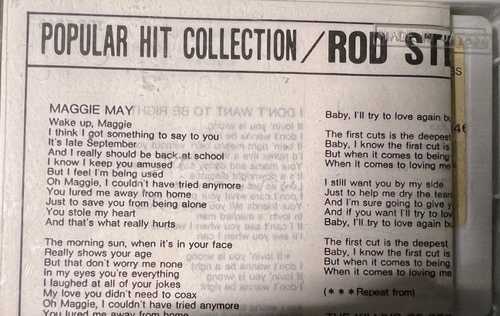 POPULAR HIT COLLECTION / ROD STE
MAGGIE MAY
Wake up, Maggie
I think I got something to say to you
It's late September
And I really should be back at school
I know I keep you amused
But I feel I'm being used
Oh Maggie, I couldn't have tried anymore
You lured me away from home
Just to save you from being alone
You stole my heart
And that's what really hurts
The morning sun, when it's in your face
Really shows your age
But that don't worry me none
In my eyes you're everything
I laughed at all of your jokes
My love you didn't need to coax
Oh Maggie, I couldn't have tried anymore
You lured me away from home
Baby, I'll try to love again bu
The first cuts is the deepest
Baby, I know the first cut is
But when it comes to being
When it comes to loving me
I still want you by my side
Just to help me dry the tears
And I'm sure going to give y
And if you want I'll try to lov
Baby, I'll try to love again bu
The first cuts is the deepest
Baby, I know the first cut is
But when it comes to being
When it comes to loving me
(***Repeat from)